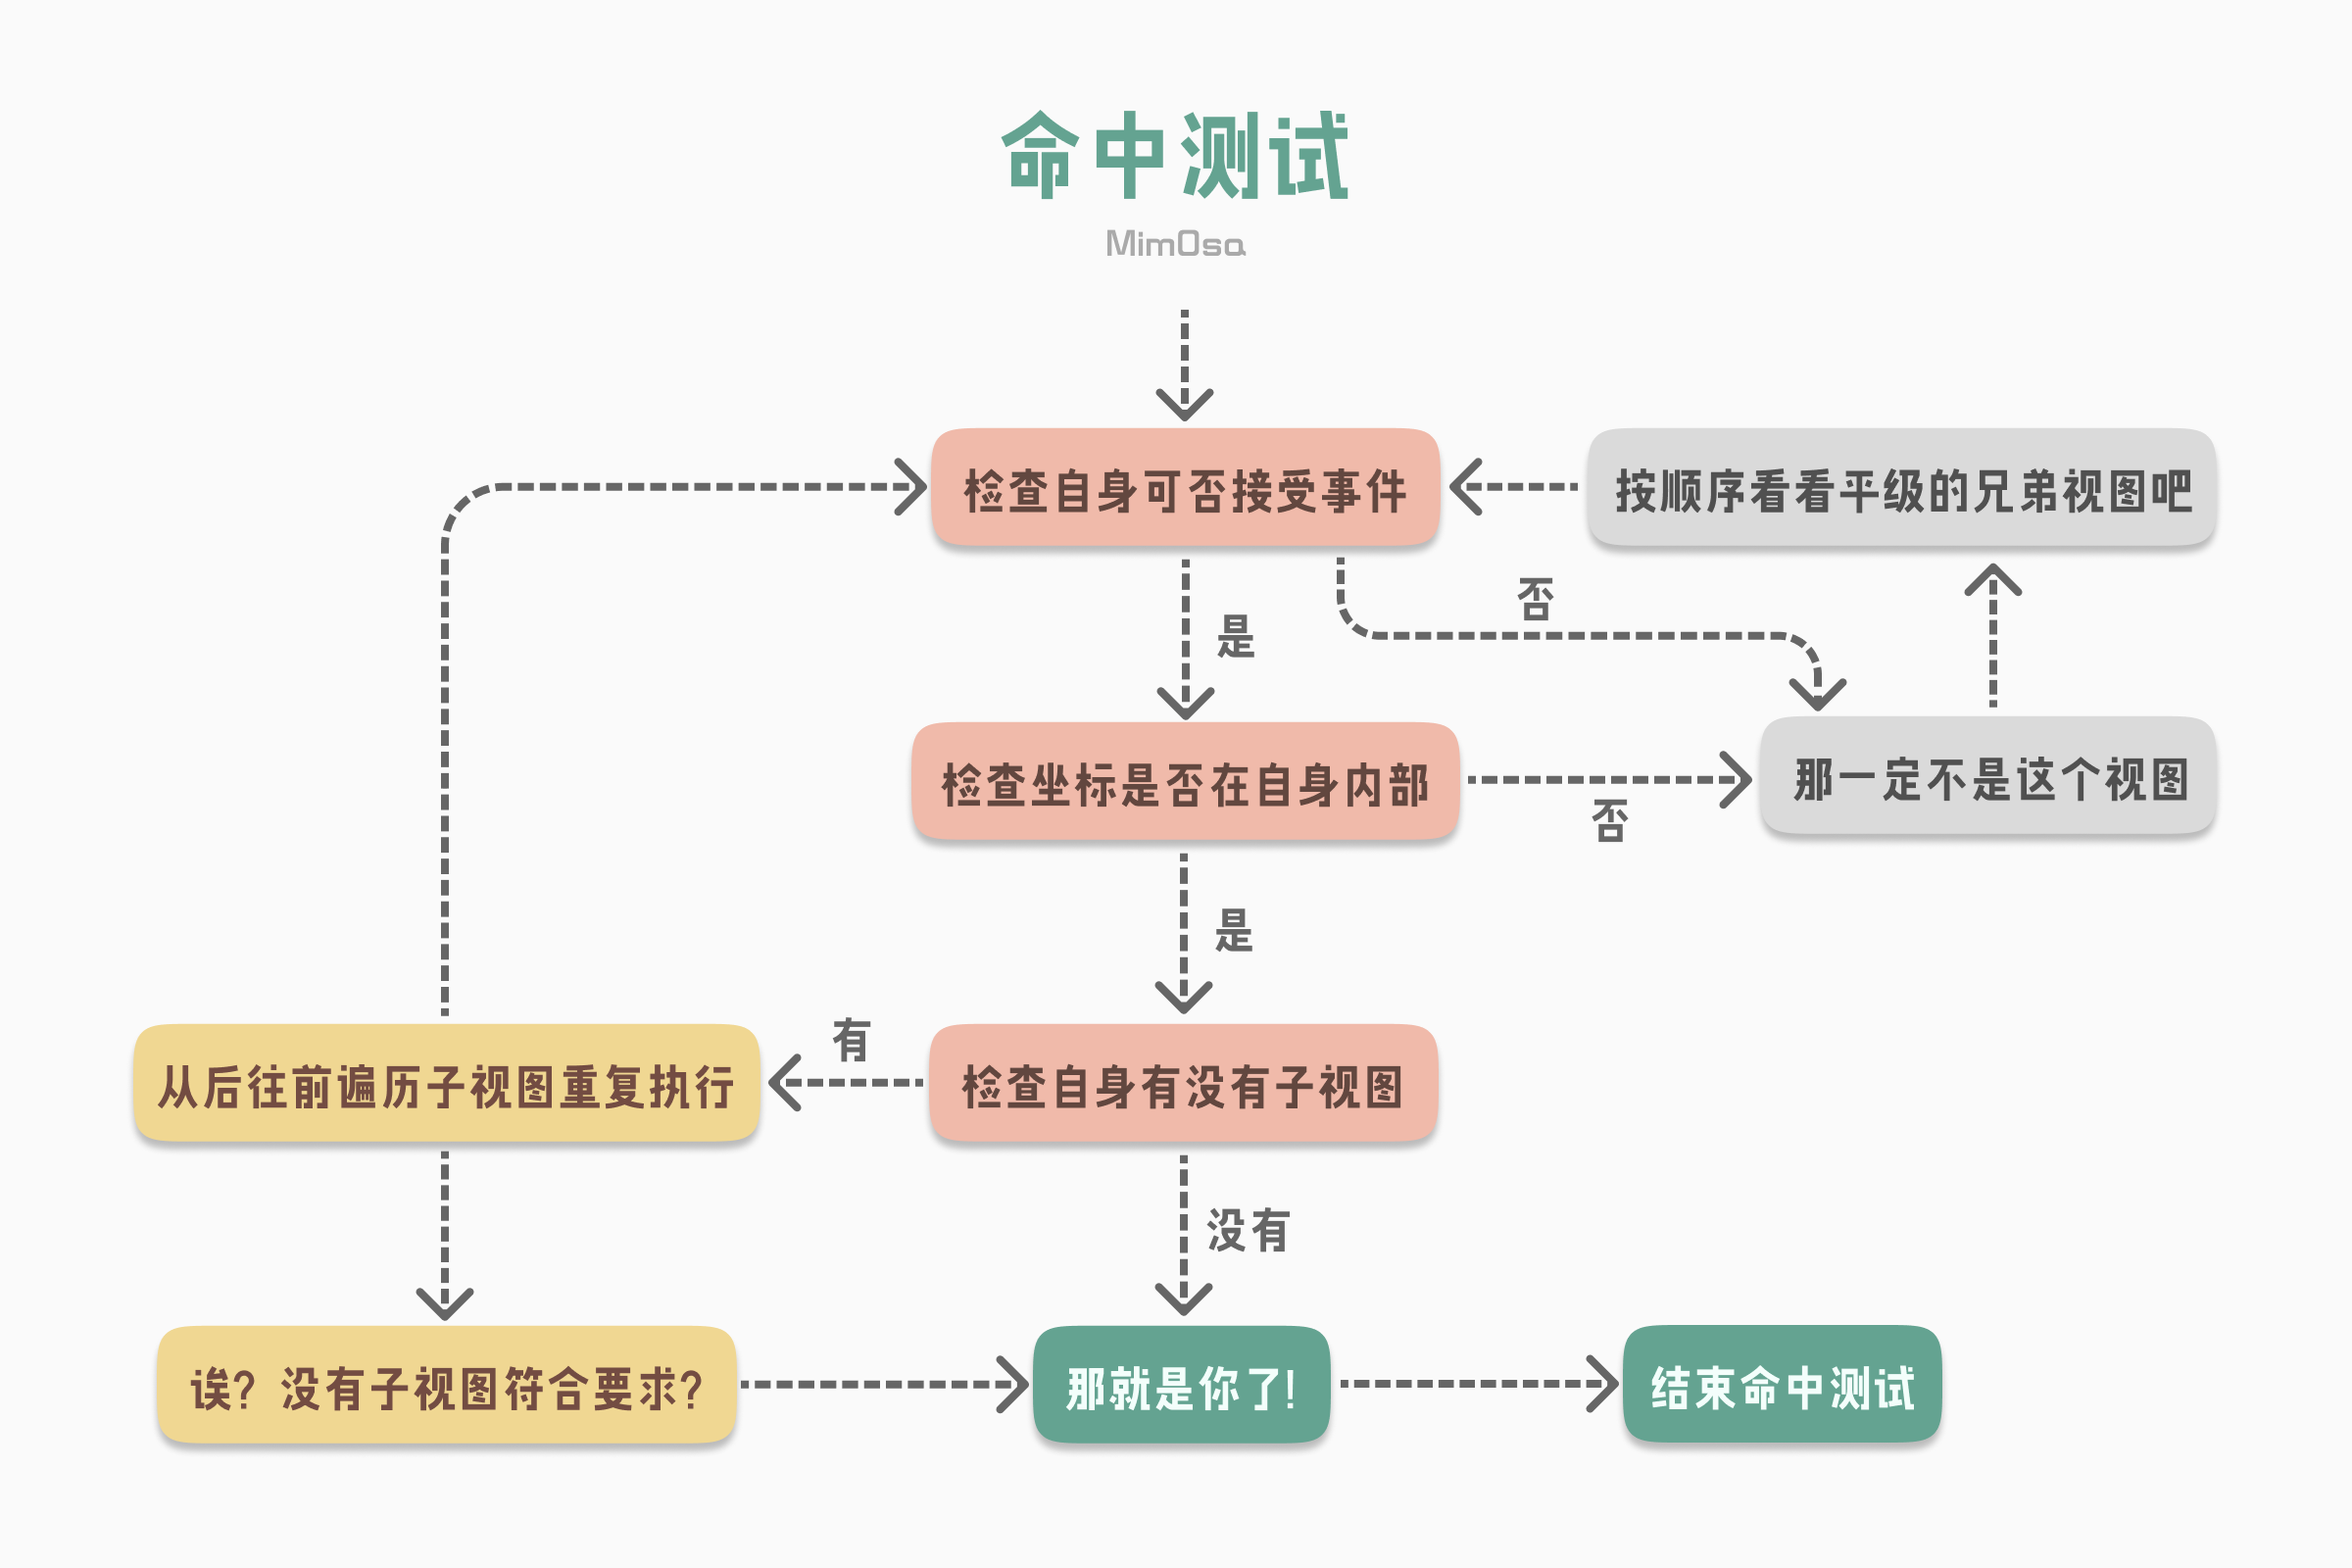 命中测试
MimOsa
检查自身可否接受事件
按顺序看看平级的兄弟视图吧
否
是
检查坐标是否在自身内部
那一定不是这个视图
否
是
有
从后往前遍历子视图重复执行
检查自身有没有子视图
没有
诶？没有子视图符合要求？
那就是你了！
结束命中测试